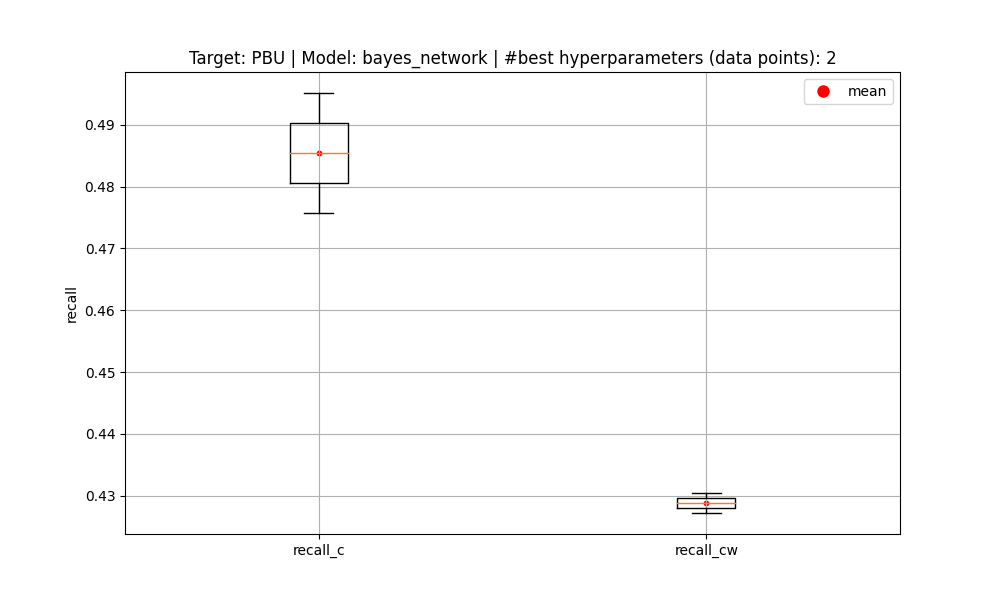 Target: PBU | Model: bayes_network | #best hyperparameters (data points): 2
mean
0.49
0.48
0.47
0.46
0.45
0.44
0.43
recall
recall_c
recall_cw